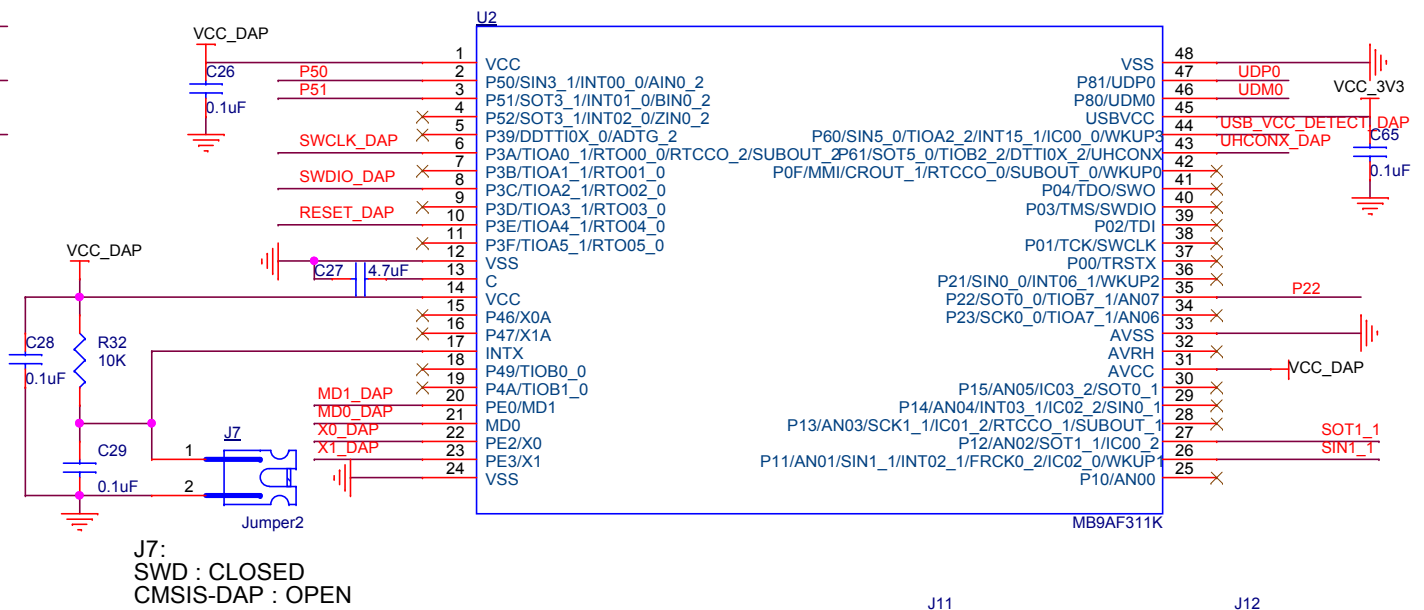 U2
VCC_DAP
C26
0.1uF
P50
P51
SWCLK_DAP
SWDIO_DAP
RESET_DAP
VCC_DAP
C27 4.7uF
C28
0.1uF
R32
10K
C29
0.1uF
MD1_DAP
MD0_DAP
X0_DAP
X1_DAP
J7
1
2
Jumper2
J7:
SWD : CLOSED
CMSIS-DAP : OPEN
1 VCC
2 P50/SIN3_1/INT00_0/AIN0_2
3 P51/SOT3_1/INT01_0/BIN0_2
4 P52/SOT3_1/INT02_0/ZIN0_2
5 P39/DDTTI0X_0/ADTG_2
6 P3A/TIOA0_1/RTO00_0/RTCCO_2/SUBOUT_2
7 P3B/TIOA1_1/RTO01_0
8 P3C/TIOA2_1/RTO02_0
9 P3D/TIOA3_1/RTO03_0
10 P3E/TIOA4_1/RTO04_0
11 P3F/TIOA5_1/RTO05_0
12 VSS
13 C
14 VCC
15 P46/X0A
16 P47/X1A
17 INTX
18 P49/TIOB0_0
19 P4A/TIOB1_0
20 PE0/MD1
21 MD0
22 PE2/X0
23 PE3/X1
24 VSS
VSS 48
P81/UDP0 47 UDP0
P80/UDM0 46 UDM0
USBVCC 45
P60/SIN5_0/TIOA2_2/INT15_1/IC00_0/WKUP3 44 USB_VCC_DETECT_DAP
P61/SOT5_0/TIOB2_2/DTTI0X_2/UHCONX 43 UHCONX_DAP
P0F/MMI/CROUT_1/RTCCO_0/SUBOUT_0/WKUP0 42
P04/TDO/SWO 41
P03/TMS/SWDIO 40
P02/TDI 39
P01/TCK/SWCLK 38
P00/TRSTX 37
P21/SIN0_0/INT06_1/WKUP2 36
P22/SOT0_0/TIOB7_1/AN07 35 P22
P23/SCK0_0/TIOA7_1/AN06 34
AVSS 33
AVRH 32
AVCC 31 VCC_DAP
P15/AN05/IC03_2/SOT0_1 30
P14/AN04/INT03_1/IC02_2/SIN0_1 29
P13/AN03/SCK1_1/IC01_2/RTCCO_1/SUBOUT_1 28
P12/AN02/SOT1_1/IC00_2 27 SOT1_1
P11/AN01/SIN1_1/INT02_1/FRCK0_2/IC02_0/WKUP1 26 SIN1_1
P10/AN00 25
VCC_3V3
C65
0.1uF
MB9AF311K
J11
J12